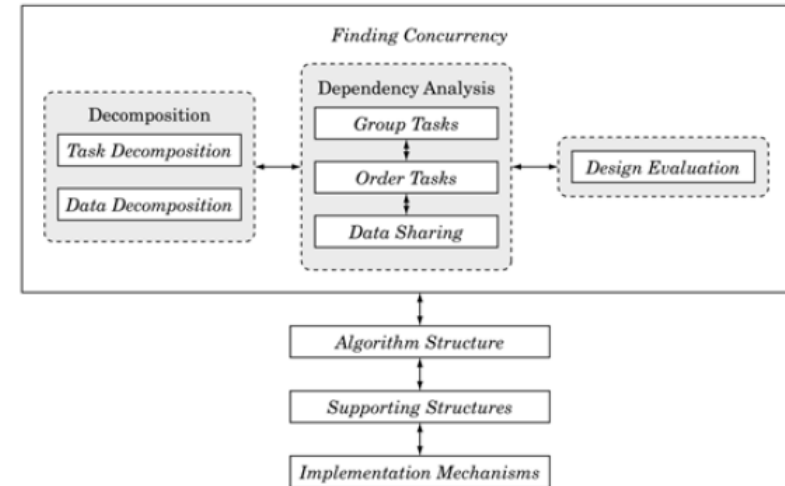 Finding Concurrency
Decomposition
Task Decomposition
Data Decomposition
Dependency Analysis
Group Tasks
Order Tasks
Data Sharing
Design Evaluation
Algorithm Structure
Supporting Structures
Implementation Mechanisms